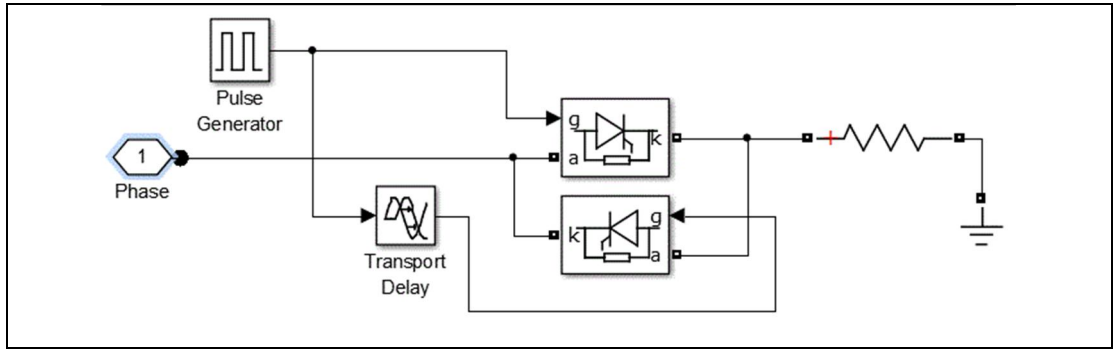 Pulse
Generator
1
Phase
g
a
k
Transport
Delay
k
g
a